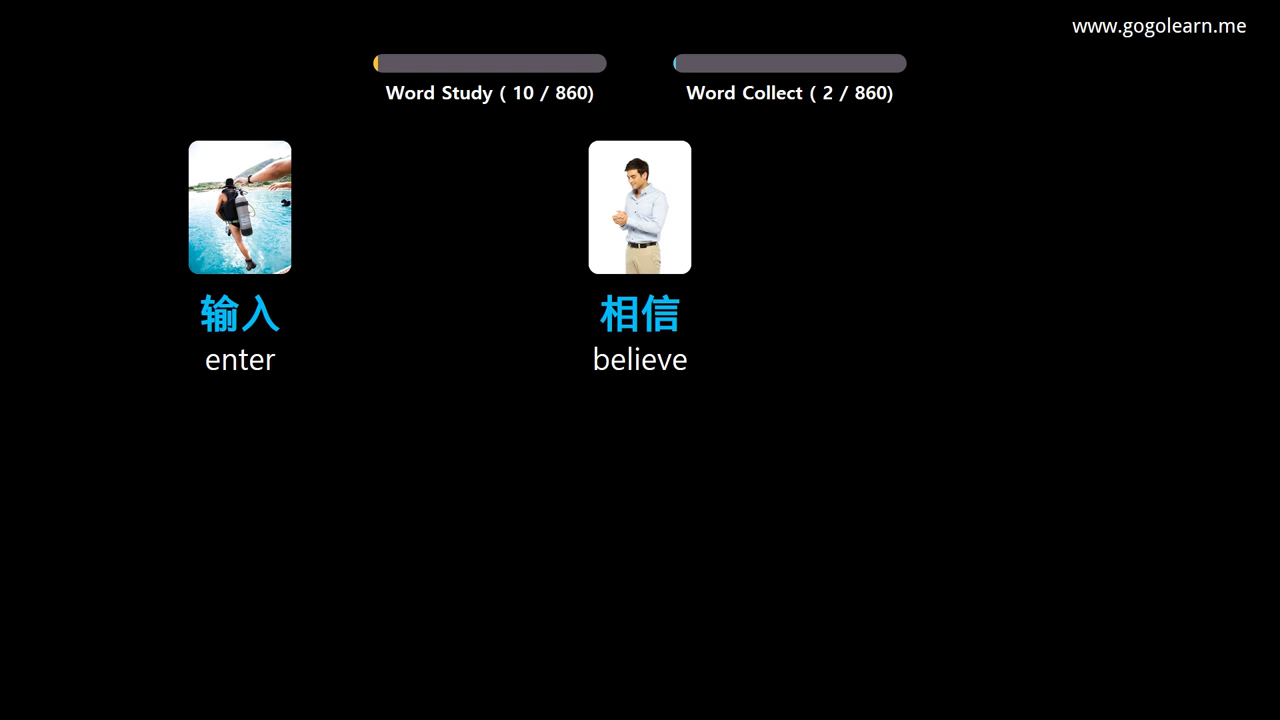 www.gogolearn.me
Word Study ( 10 / 860)
Word Collect ( 2 / 860)
输入
enter
相信
believe